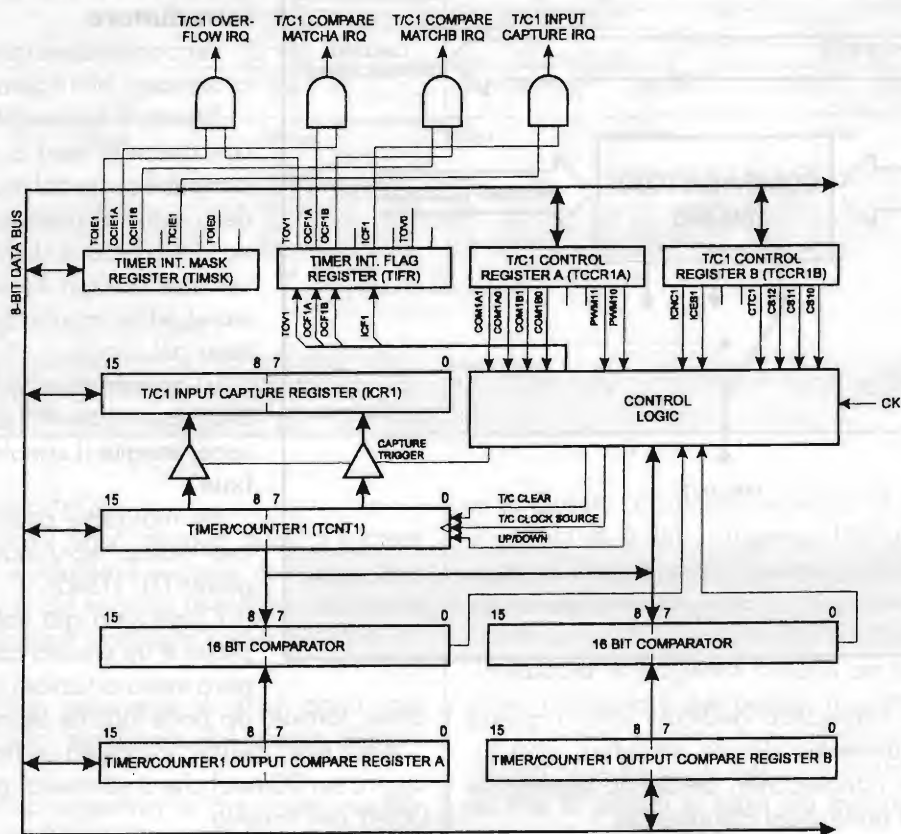 T/C1 OVER-
FLOW IRQ
T/C1 COMPARE
MATCHA IRQ
T/C1 COMPARE
MATCHB IRQ
T/C1 INPUT
CAPTURE IRQ
8-BIT DATA BUS
TOIE1
OCIE1A
OCIE1B
TICIE1
TOIE0
TOV1
OCF1A
OCF1B
ICF1
TOV0
TIMER INT. MASK
REGISTER (TIMSK)
TIMER INT. FLAG
REGISTER (TIFR)
T/C1 CONTROL
REGISTER A (TCCR1A)
T/C1 CONTROL
REGISTER B (TCCR1B)
TOV1
OCF1A
OCF1B
ICF1
COM1A1
COM1A0
COM1B1
COM1B0
PWM11
PWM10
ICNC1
ICES1
CTC1
CS12
CS11
CS10
15
8
7
0
T/C1 INPUT CAPTURE REGISTER (ICR1)
CONTROL
LOGIC
CK
CAPTURE
TRIGGER
15
8
7
0
TIMER/COUNTER1 (TCNT1)
T/C CLEAR
T/C CLOCK SOURCE
UP/DOWN
15
8
7
0
16 BIT COMPARATOR
15
8
7
0
16 BIT COMPARATOR
15
8
7
0
TIMER/COUNTER1 OUTPUT COMPARE REGISTER A
15
8
7
0
TIMER/COUNTER1 OUTPUT COMPARE REGISTER B